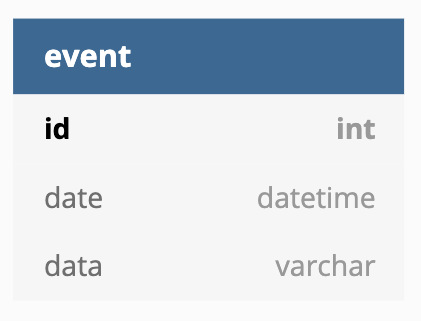 event
id int
date datetime
data varchar